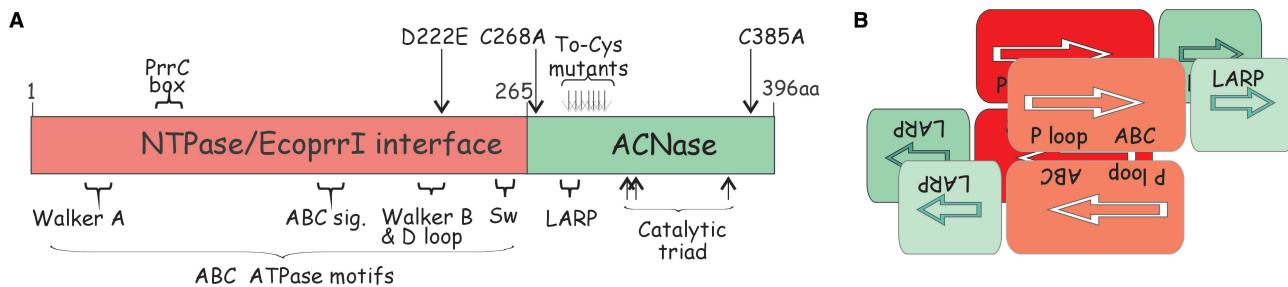 A
D222E C268A To-Cys mutants C385A
PrrC
box
1
265
396aa
NTPase/EcoprrI interface ACNase
Walker A
ABC sig.
Walker B
& D loop
Sw
LARP
Catalytic
triad
ABC ATPase motifs
B
P
LARP
P loop ABC
LARP
LARP
ABC P loop